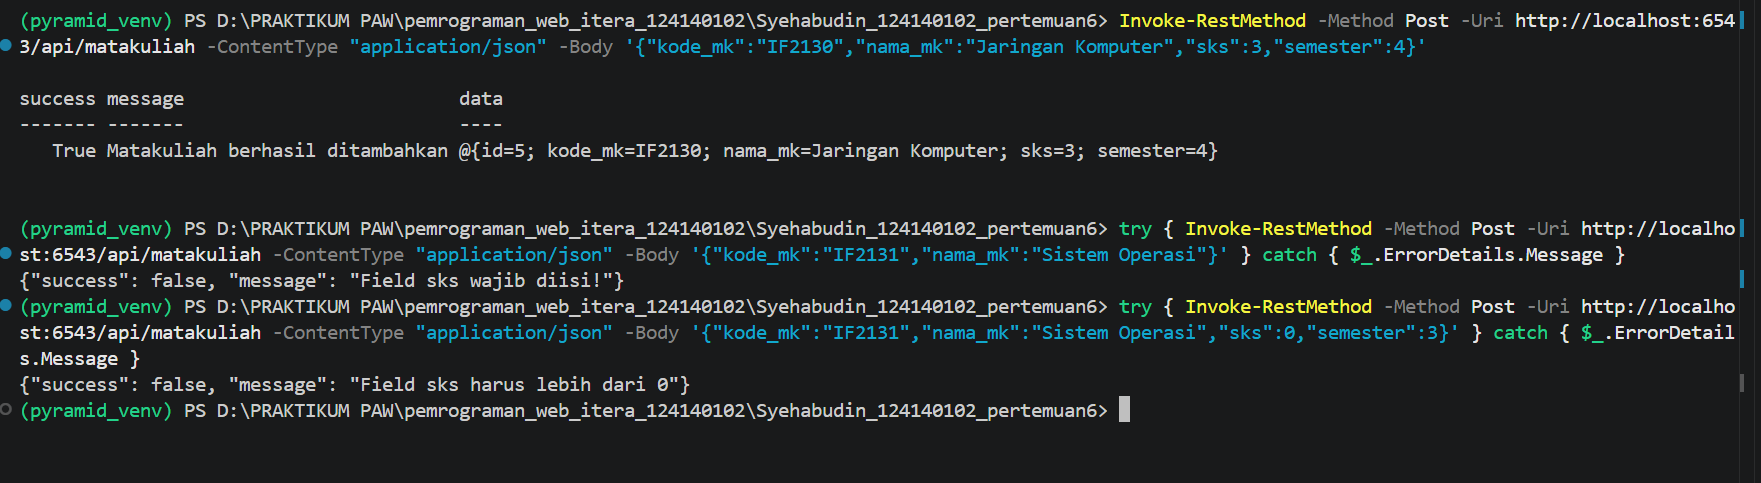 (pyramid_venv) PS D:\PRAKTIKUM PAW\pemrograman_web_itera_124140102\Syehabudin_124140102_pertemuan6> Invoke-RestMethod -Method Post -Uri http://localhost:654
3/api/matakuliah -ContentType "application/json" -Body '{"kode_mk":"IF2130","nama_mk":"Jaringan Komputer","sks":3,"semester":4}'
success message                         data
------- -------                         ----
   True Matakuliah berhasil ditambahkan @{id=5; kode_mk=IF2130; nama_mk=Jaringan Komputer; sks=3; semester=4}
(pyramid_venv) PS D:\PRAKTIKUM PAW\pemrograman_web_itera_124140102\Syehabudin_124140102_pertemuan6> try { Invoke-RestMethod -Method Post -Uri http://localho
st:6543/api/matakuliah -ContentType "application/json" -Body '{"kode_mk":"IF2131","nama_mk":"Sistem Operasi"}' } catch { $_.ErrorDetails.Message }
{"success": false, "message": "Field sks wajib diisi!"}
(pyramid_venv) PS D:\PRAKTIKUM PAW\pemrograman_web_itera_124140102\Syehabudin_124140102_pertemuan6> try { Invoke-RestMethod -Method Post -Uri http://localho
st:6543/api/matakuliah -ContentType "application/json" -Body '{"kode_mk":"IF2131","nama_mk":"Sistem Operasi","sks":0,"semester":3}' } catch { $_.ErrorDetail
s.Message }
{"success": false, "message": "Field sks harus lebih dari 0"}
(pyramid_venv) PS D:\PRAKTIKUM PAW\pemrograman_web_itera_124140102\Syehabudin_124140102_pertemuan6>